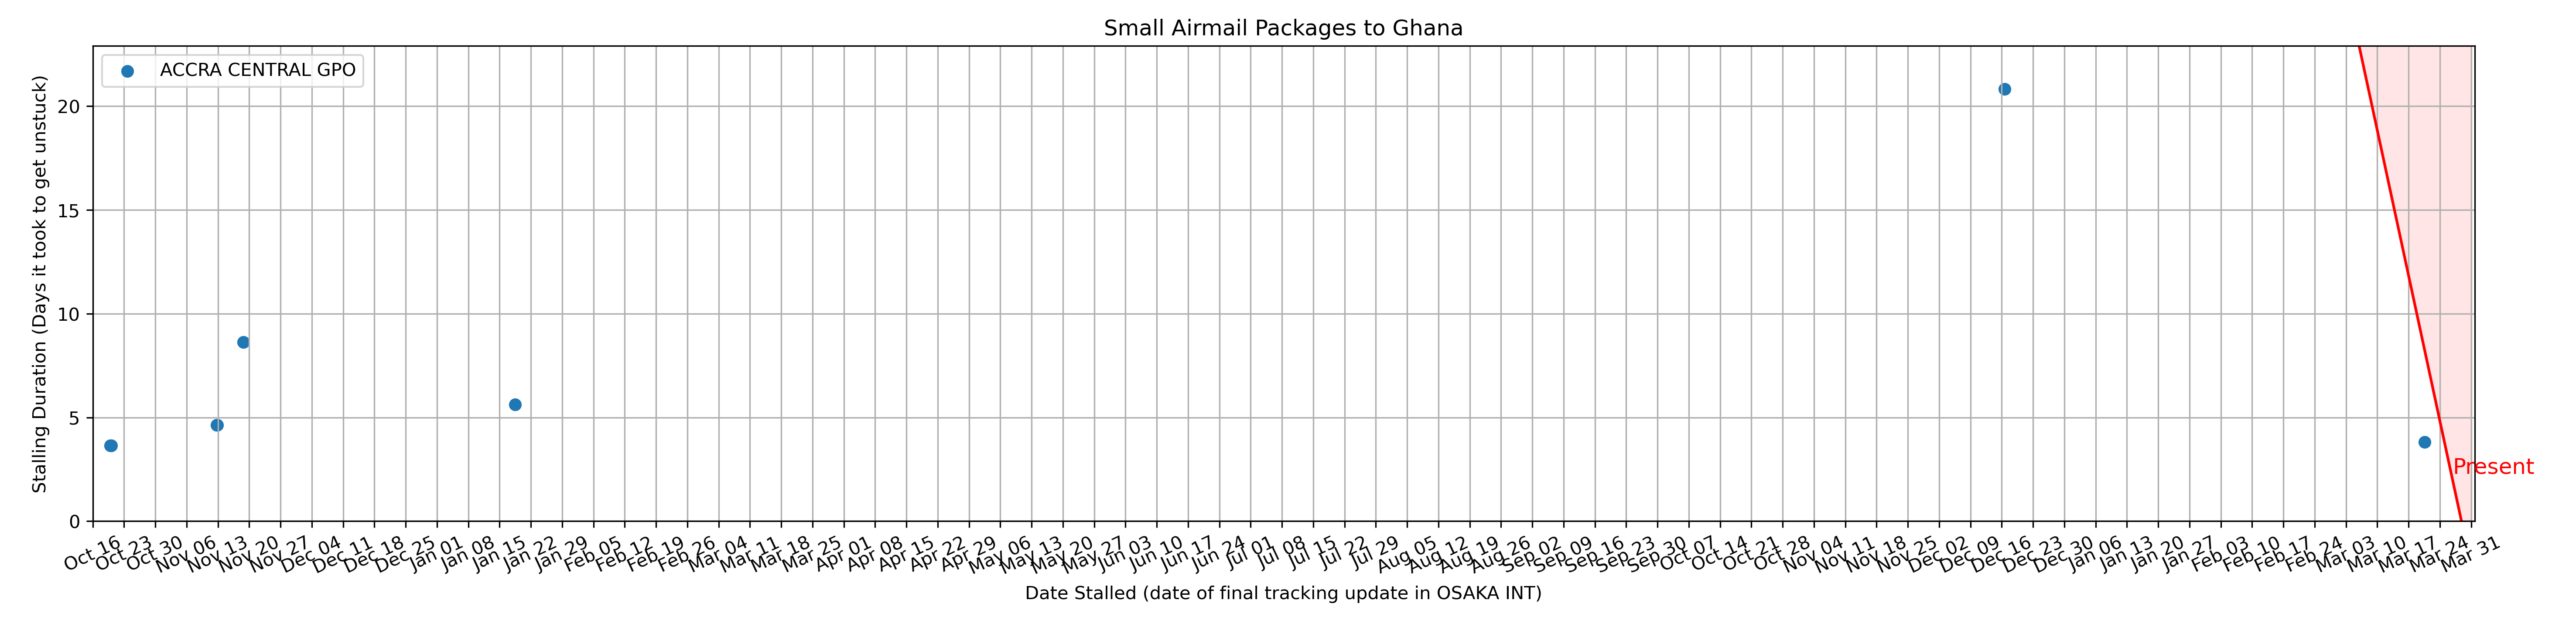 Small Airmail Packages to Ghana
ACCRA CENTRAL GPO
Stalling Duration (Days it took to get unstuck)
20
15
10
5
0
Present
Oct 16
Oct 23
Oct 30
Nov 06
Nov 13
Nov 20
Nov 27
Dec 04
Dec 11
Dec 18
Dec 25
Jan 01
Jan 08
Jan 15
Jan 22
Jan 29
Feb 05
Feb 12
Feb 19
Feb 26
Mar 04
Mar 11
Mar 18
Mar 25
Apr 01
Apr 08
Apr 15
Apr 22
Apr 29
May 06
May 13
May 20
May 27
Jun 03
Jun 10
Jun 17
Jun 24
Jul 01
Jul 08
Jul 15
Jul 22
Jul 29
Aug 05
Aug 12
Aug 19
Aug 26
Sep 02
Sep 09
Sep 16
Sep 23
Sep 30
Oct 07
Oct 14
Oct 21
Oct 28
Nov 04
Nov 11
Nov 18
Nov 25
Dec 02
Dec 09
Dec 16
Dec 23
Dec 30
Jan 06
Jan 13
Jan 20
Jan 27
Feb 03
Feb 10
Feb 17
Feb 24
Mar 03
Mar 10
Mar 17
Mar 24
Mar 31
Date Stalled (date of final tracking update in OSAKA INT)